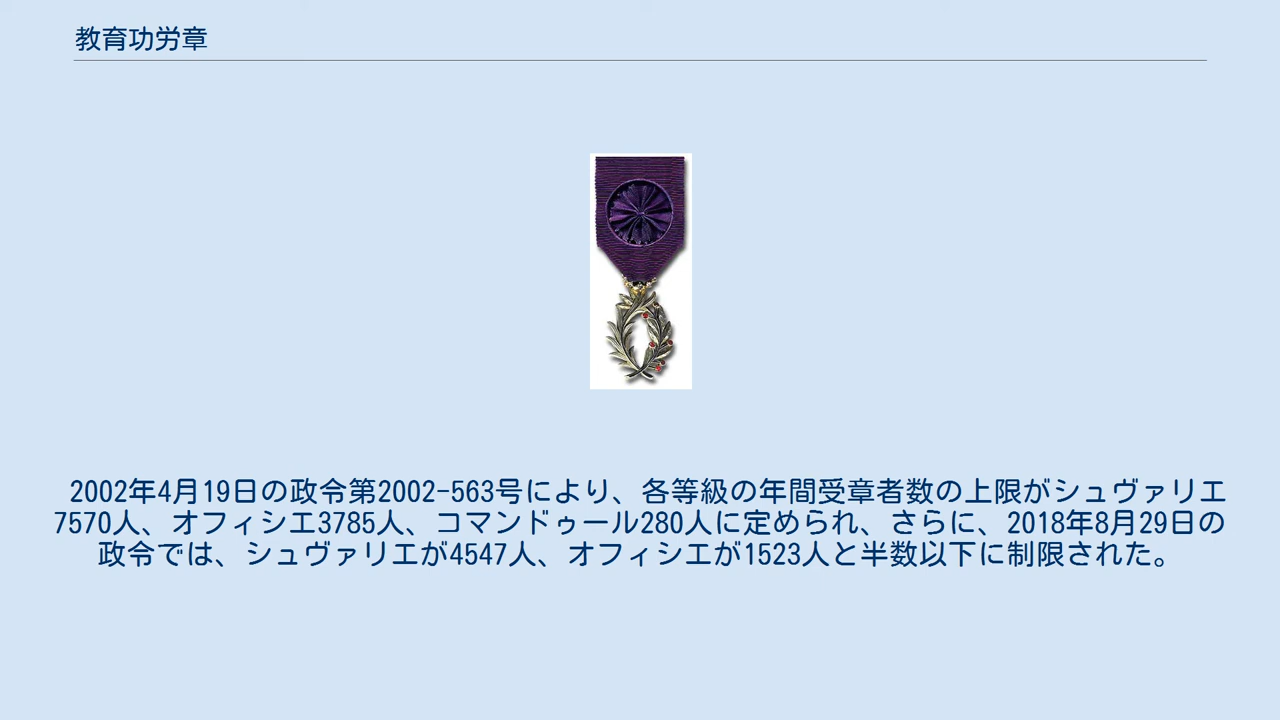 教育功労章
2002年4月19日の政令第2002-563号により、各等級の年間受章者数の上限がシュヴァリエ
7570人、オフィシエ3785人、コマンドゥール280人に定められ、さらに、2018年8月29日の
政令では、シュヴァリエが4547人、オフィシエが1523人と半数以下に制限された。